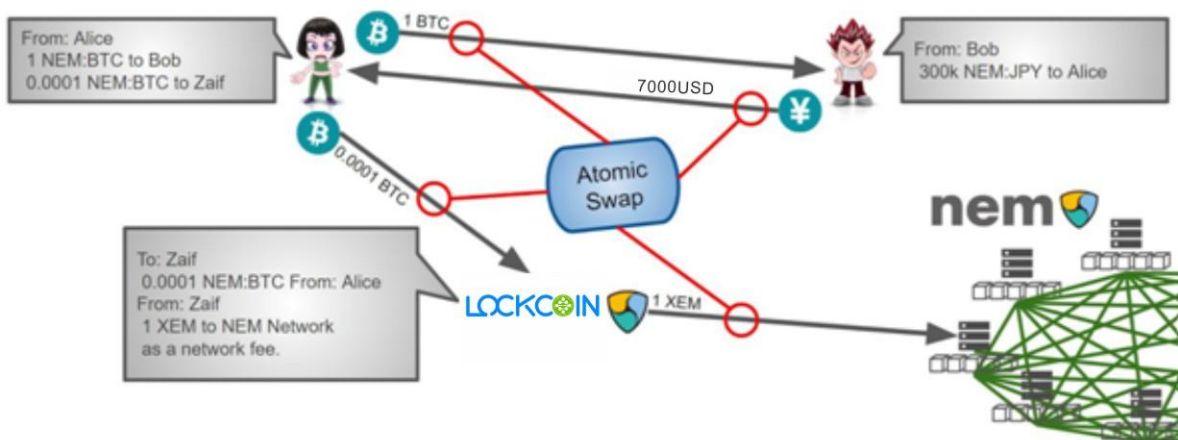 From: Alice
1 NEM:BTC to Bob
0.0001 NEM:BTC to Zaif
1 BTC
From: Bob
300k NEM:JPY to Alice
7000USD
0.0001 BTC
Atomic
Swap
nem
To: Zaif
0.0001 NEM:BTC From: Alice
From: Zaif
1 XEM to NEM Network
as a network fee.
LOCKCOIN
1 XEM